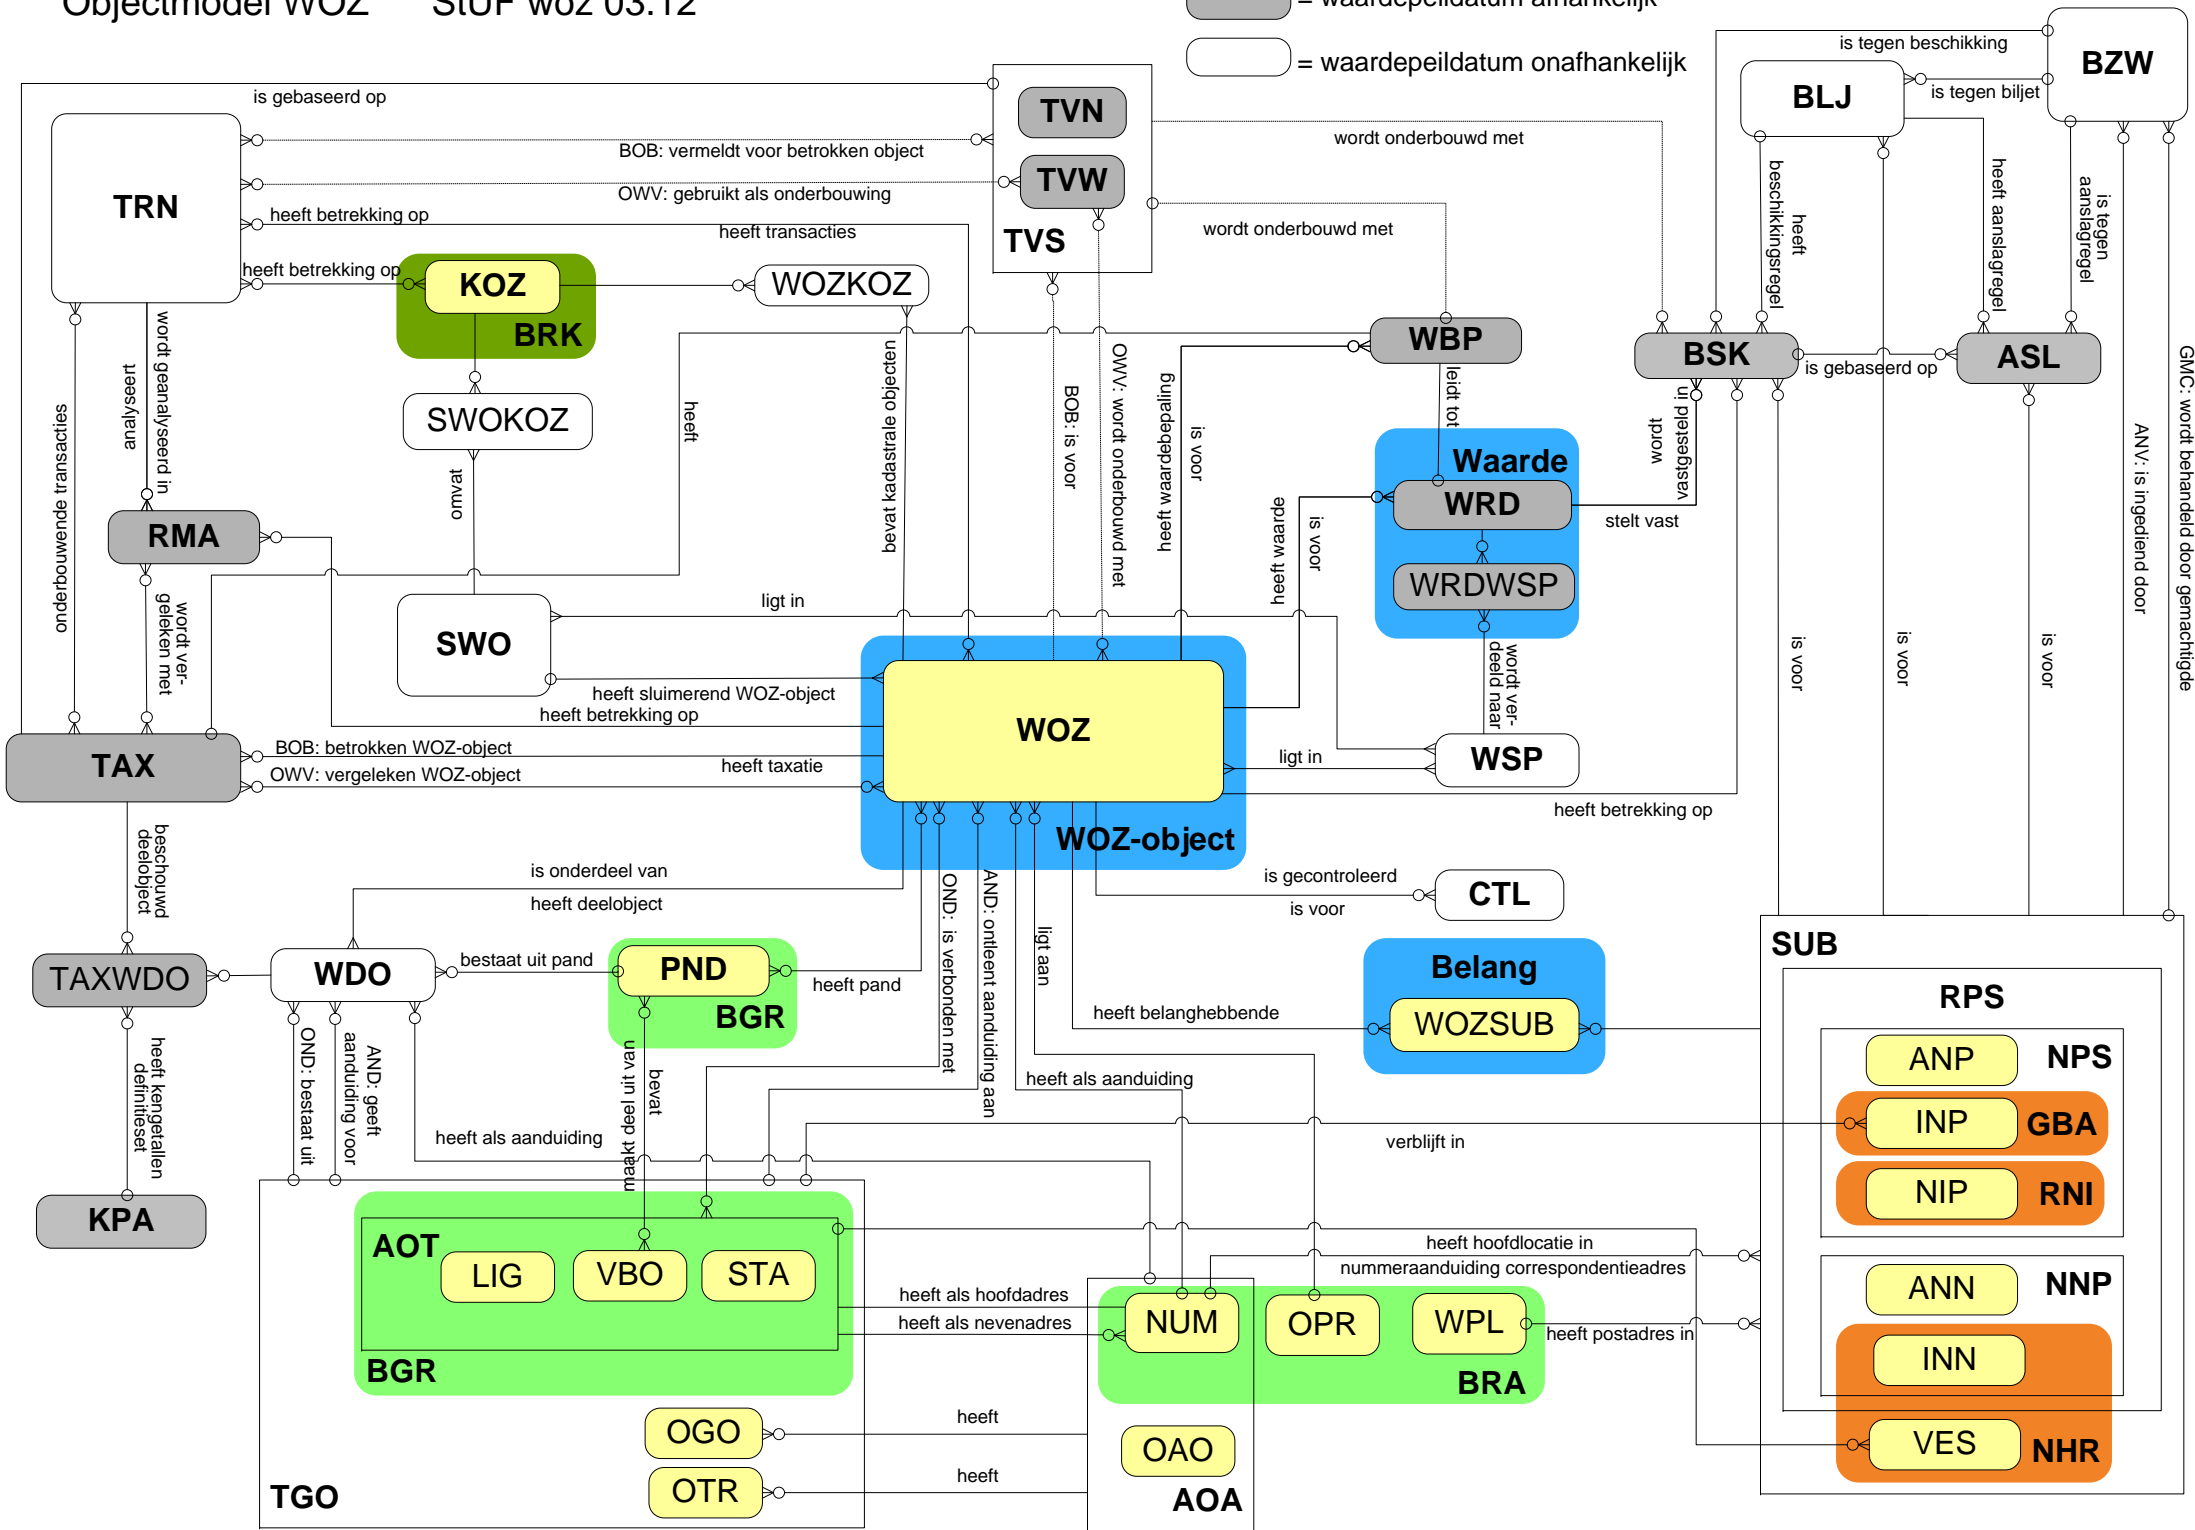 Objectmodel WOZ StUF woz 03.12
= waardepeildatum afhankelijk
= waardepeildatum onafhankelijk
is tegen beschikking
BZW
BLJ
is tegen biljet
is gebaseerd op
TVN
TRN
BOB: vermeldt voor betrokken object
wordt onderbouwd met
TVW
OWV: gebruikt als onderbouwing
TVS
heeft betrekking op
heeft transacties
wordt onderbouwd met
heeft
beschikkingsregel
heeft aanslagregel
is tegen
aanslagregel
heeft betrekking op
KOZ
BRK
WOZKOZ
WBP
BSK
is gebaseerd op
ASL
onderbouwende transacties
analyseert
wordt geanalyseerd in
SWOKOZ
omvat
heeft
bevat kadastrale objecten
BOB: is voor
OWV: wordt onderbouwd met
heeft waardebepaling
is voor
leidt tot
wordt
vastgesteld in
Waarde
WRD
stelt vast
WRDWSP
heeft waarde
is voor
ANV: is ingediend door
GMC: wordt behandeld door gemachtigde
RMA
wordt ver-
geleken met
SWO
ligt in
wordt ver-
deeld naar
is voor
is voor
is voor
heeft sluimerend WOZ-object
heeft betrekking op
WOZ
TAX
BOB: betrokken WOZ-object
heeft taxatie
OWV: vergeleken WOZ-object
ligt in
WSP
heeft betrekking op
WOZ-object
beschouwd
deelobject
is onderdeel van
heeft deelobject
OND: is verbonden met
AND: ontleent aanduiding aan
ligt aan
is gecontroleerd
is voor
CTL
SUB
TAXWDO
WDO
bestaat uit pand
PND
BGR
heeft pand
Belang
heeft belanghebbende
WOZSUB
RPS
ANP
NPS
INP
GBA
NIP
RNI
heeft kengetallen
definitieset
OND: bestaat uit
AND: geeft
aanduiding voor
maakt deel uit van
bevat
heeft als aanduiding
heeft als aanduiding
verblijft in
KPA
AOT
LIG
VBO
STA
BGR
heeft hoofdlocatie in
nummeraanduiding correspondentieadres
heeft als hoofdadres
heeft als nevenadres
NUM
OPR
WPL
heeft postadres in
BRA
ANN
NNP
INN
VES
NHR
OGO
heeft
OAO
OTR
heeft
TGO
AOA